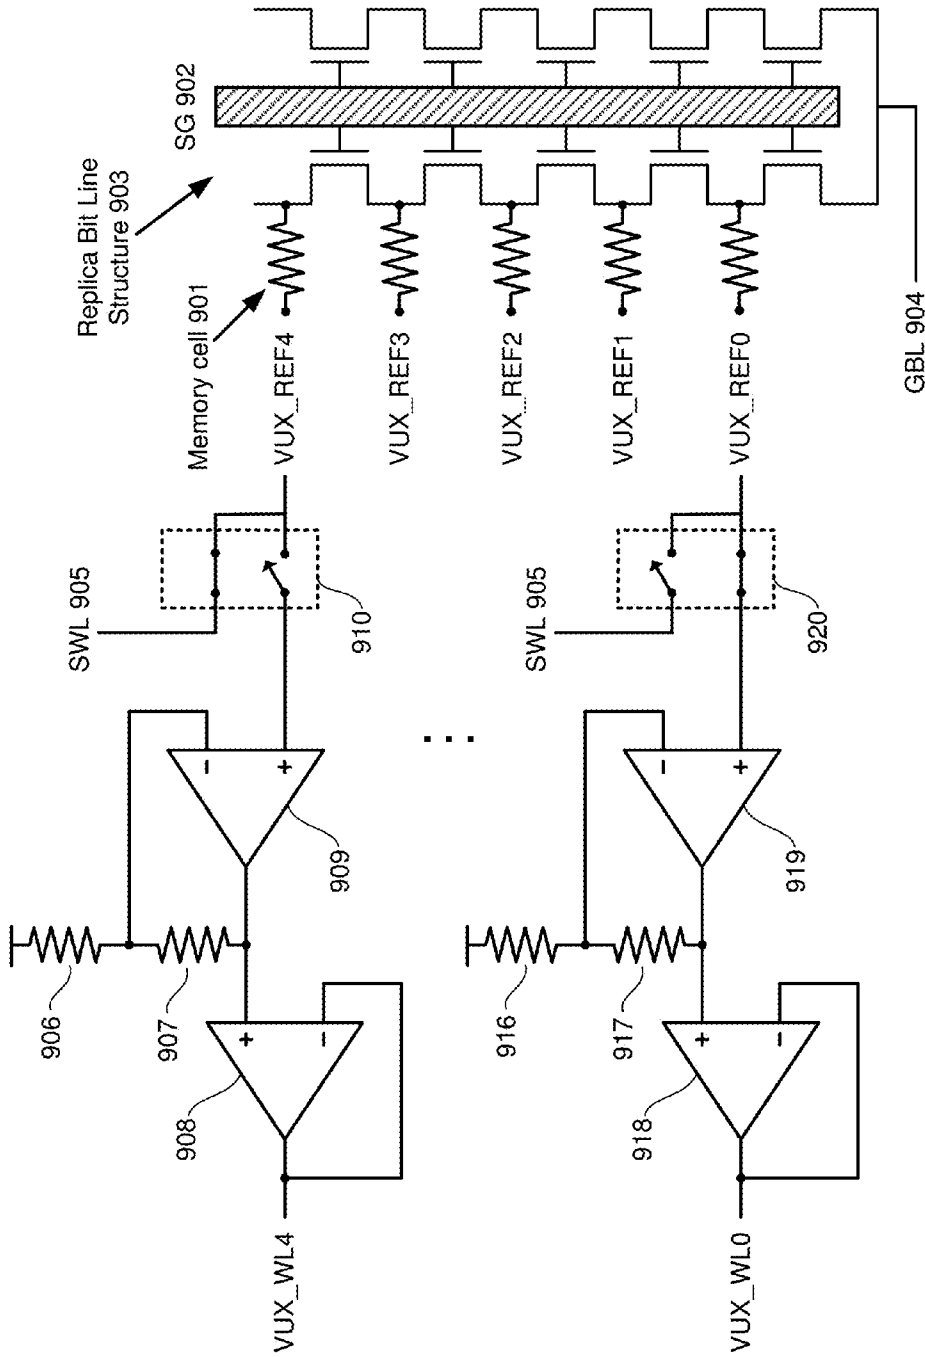 Replica Bit Line
Structure 903
SG 902
Memory cell 901
GBL 904
VUX_REF4
VUX_REF3
VUX_REF2
VUX_REF1
VUX_REF0
SWL 905
910
SWL 905
920
−
+
909
. . .
−
+
919
906
907
+
−
908
916
917
+
−
918
VUX_WL4
VUX_WL0